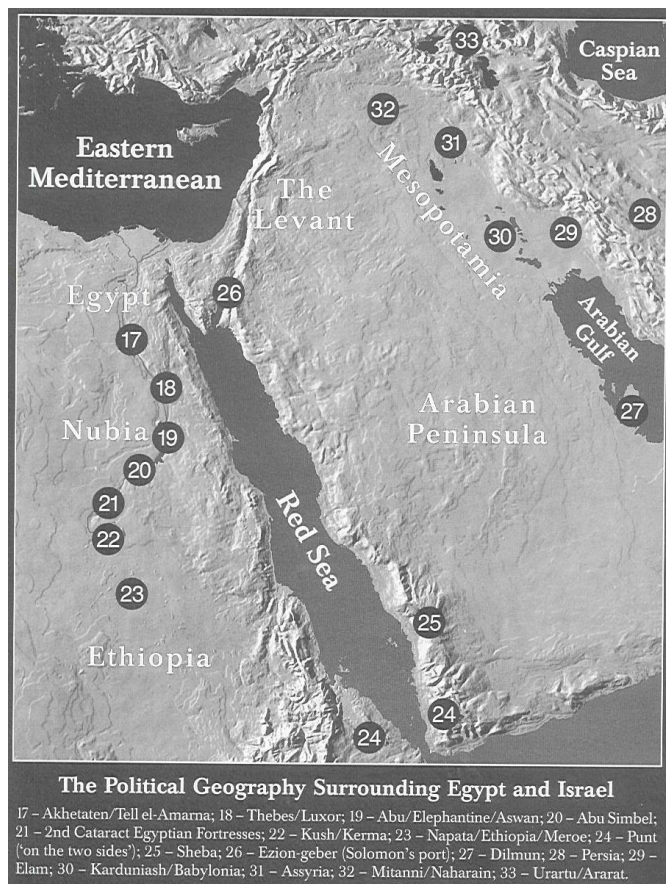 33
Caspian
Sea
32
31
Eastern
Mediterranean
The
Levant
Mesopotamia
28
30
29
26
Egypt
Arabian
Gulf
17
18
27
Arabian
Peninsula
Nubia
19
20
21
22
Red Sea
23
25
Ethiopia
24
24
The Political Geography Surrounding Egypt and Israel
17 – Akhetaten/Tell el-Amarna; 18 – Thebes/Luxor; 19 – Abu/Elephantine/Aswan; 20 – Abu Simbel;
21 – 2nd Cataract Egyptian Fortresses; 22 – Kush/Kerma; 23 – Napata/Ethiopia/Meroe; 24 – Punt
(‘on the two sides’); 25 – Sheba; 26 – Ezion-geber (Solomon’s port); 27 – Dilmun; 28 – Persia; 29 –
Elam; 30 – Karduniash/Babylonia; 31 – Assyria; 32 – Mitanni/Naharain; 33 – Urartu/Ararat.